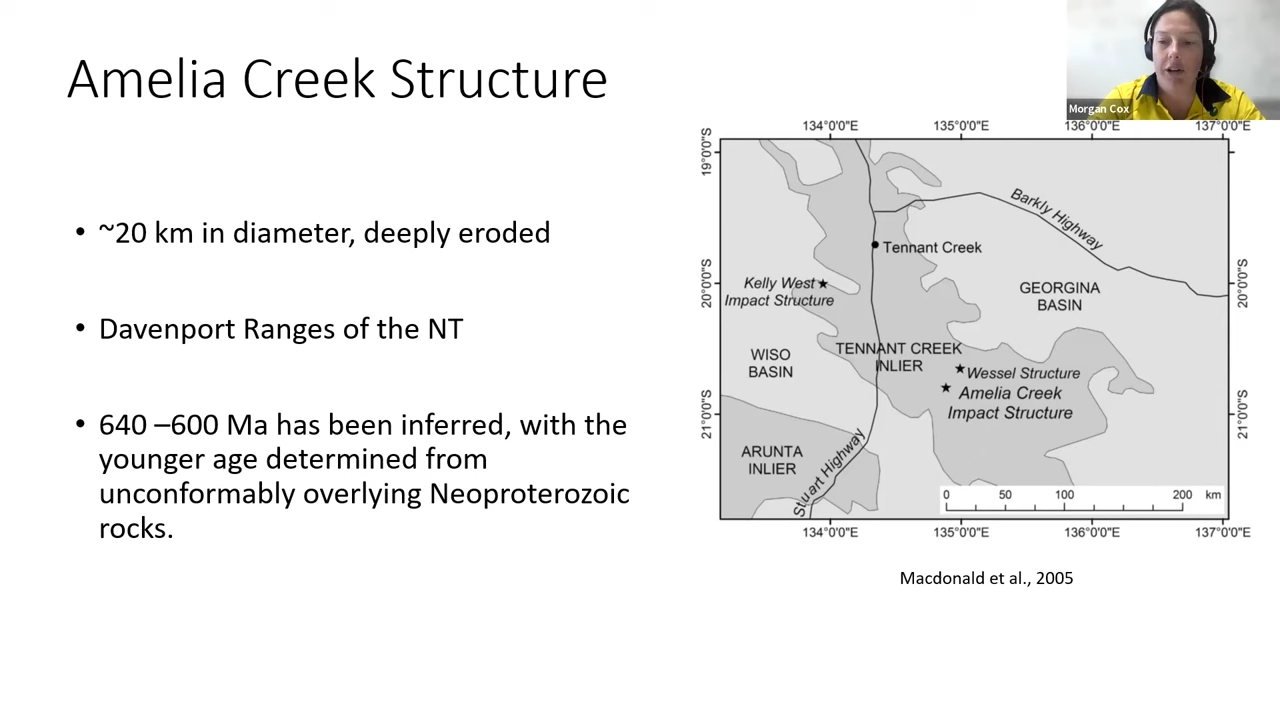 Amelia Creek Structure
• ~20 km in diameter, deeply eroded
• Davenport Ranges of the NT
• 640 –600 Ma has been inferred, with the
younger age determined from
unconformably overlying Neoproterozoic
rocks.
Morgan Cox
134°0'0"E 135°0'0"E 136°0'0"E 137°0'0"E
19°0'0"S
20°0'0"S
21°0'0"S
Barkly Highway
Tennant Creek
Kelly West
Impact Structure
GEORGINA
BASIN
TENNANT CREEK
INLIER
WISO
BASIN
Wessel Structure
Amelia Creek
Impact Structure
ARUNTA
INLIER
Stuart Highway
0 50 100 200 km
20°0'0"S
21°0'0"S
134°0'0"E 135°0'0"E 136°0'0"E 137°0'0"E
Macdonald et al., 2005